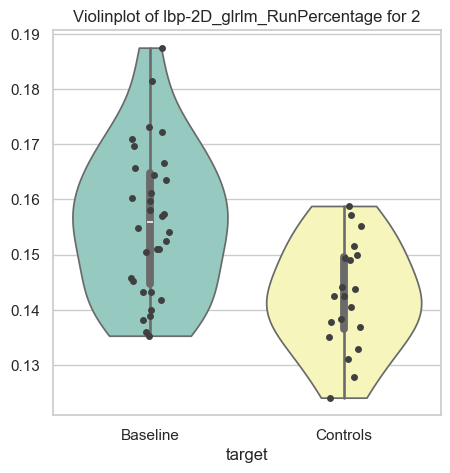 Violinplot of lbp-2D_glrlm_RunPercentage for 2
0.19
0.18
0.17
0.16
0.15
0.14
0.13
Baseline Controls
target